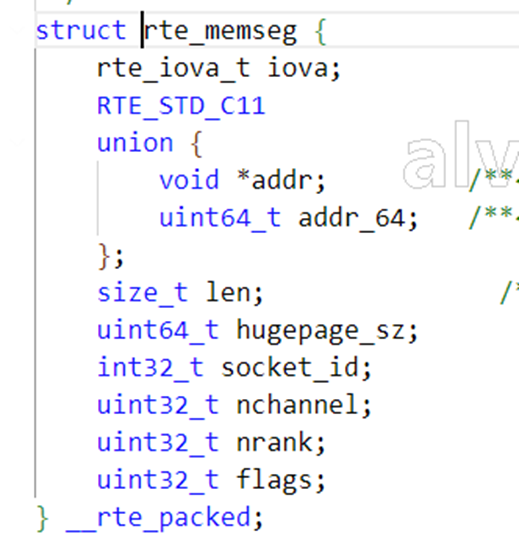 struct rte_memseg {
rte_iova_t iova;
RTE_STD_C11
union {
void *addr; /**
uint64_t addr_64; /**
};
size_t len; /*
uint64_t hugepage_sz;
int32_t socket_id;
uint32_t nchannel;
uint32_t nrank;
uint32_t flags;
} __rte_packed;